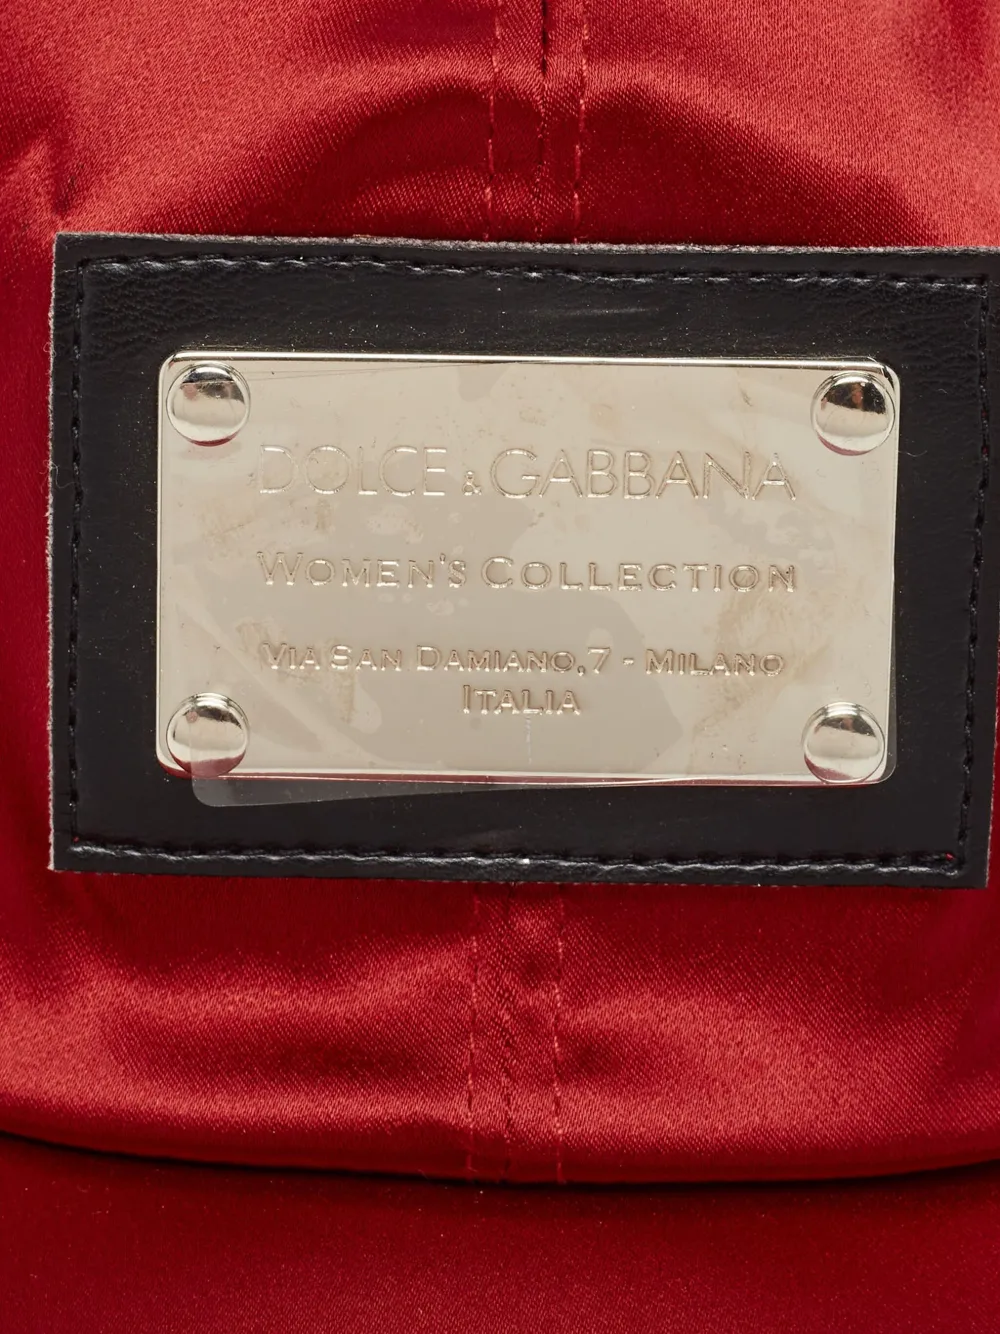 DOLCE & GABBANA
WOMEN'S COLLECTION
VIA SAN DAMIANO,7 - MILANO
ITALIA